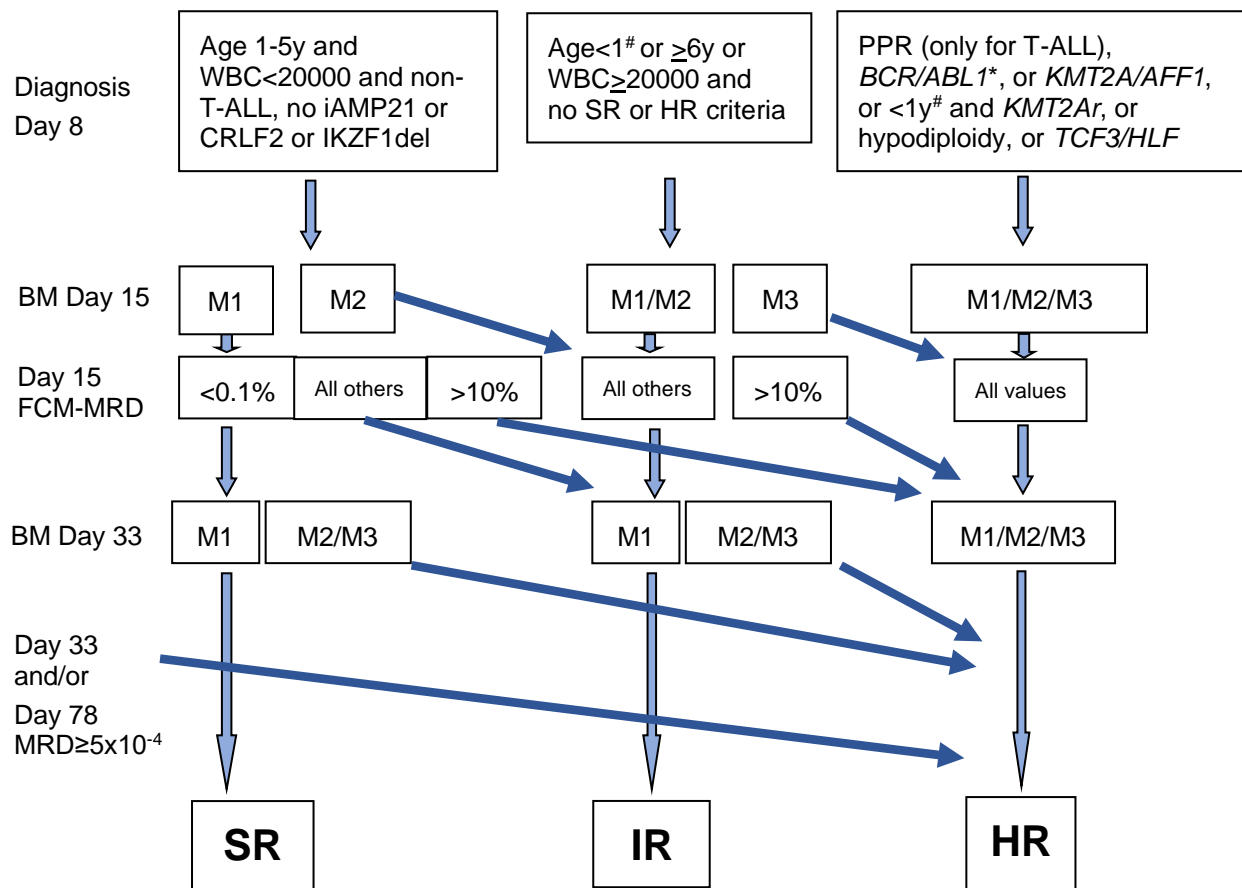 Diagnosis
Day 8
Age 1-5y and
WBC<20000 and non-
T-ALL, no iAMP21 or
CRLF2 or IKZF1del
Age<1# or ≥6y or
WBC≥20000 and
no SR or HR criteria
PPR (only for T-ALL),
BCR/ABL1*, or KMT2A/AFF1,
or <1y# and KMT2Ar, or
hypodiploidy, or TCF3/HLF
BM Day 15
M1
M2
M1/M2
M3
M1/M2/M3
Day 15
FCM-MRD
<0.1%
All others
>10%
All others
>10%
All values
BM Day 33
M1
M2/M3
M1
M2/M3
M1/M2/M3
Day 33
and/or
Day 78
MRD≥5x10-4
SR
IR
HR